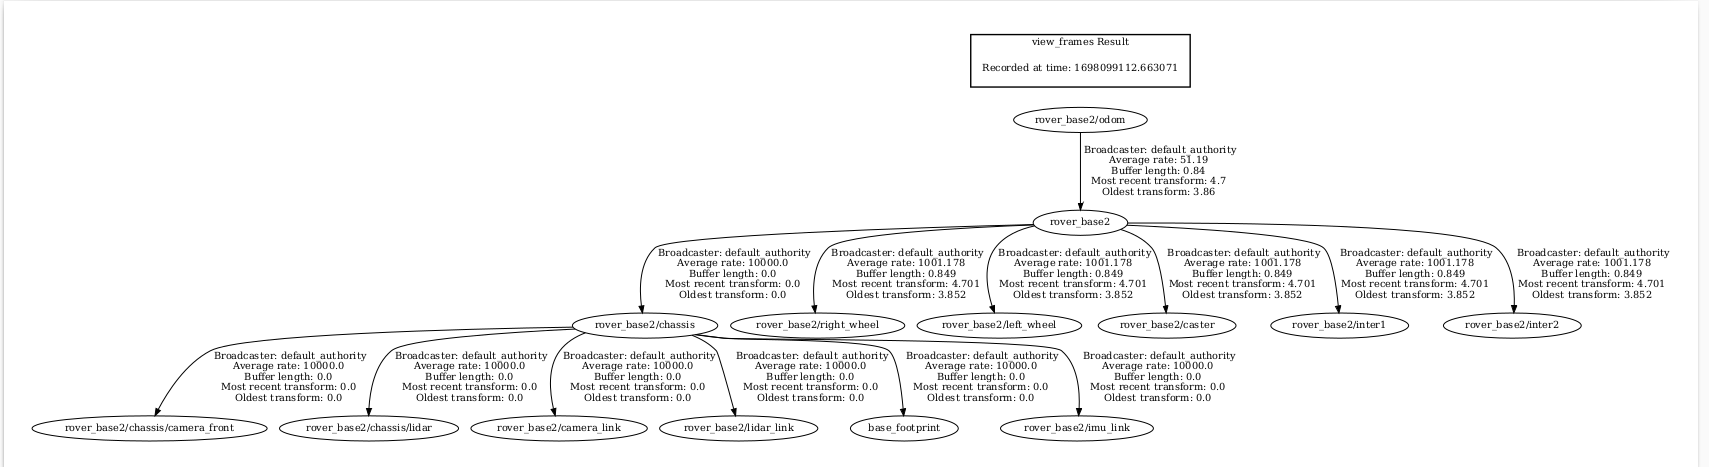 view_frames Result
Recorded at time: 1698099112.663071
rover_base2/odom
Broadcaster: default_authority
Average rate: 51.19
Buffer length: 0.84
Most recent transform: 4.7
Oldest transform: 3.86
rover_base2
Broadcaster: default_authority
Average rate: 10000.0
Buffer length: 0.0
Most recent transform: 0.0
Oldest transform: 0.0
Broadcaster: default_authority
Average rate: 1001.178
Buffer length: 0.849
Most recent transform: 4.701
Oldest transform: 3.852
Broadcaster: default_authority
Average rate: 1001.178
Buffer length: 0.849
Most recent transform: 4.701
Oldest transform: 3.852
Broadcaster: default_authority
Average rate: 1001.178
Buffer length: 0.849
Most recent transform: 4.701
Oldest transform: 3.852
Broadcaster: default_authority
Average rate: 1001.178
Buffer length: 0.849
Most recent transform: 4.701
Oldest transform: 3.852
Broadcaster: default_authority
Average rate: 1001.178
Buffer length: 0.849
Most recent transform: 4.701
Oldest transform: 3.852
rover_base2/chassis
rover_base2/right_wheel
rover_base2/left_wheel
rover_base2/caster
rover_base2/inter1
rover_base2/inter2
Broadcaster: default_authority
Average rate: 10000.0
Buffer length: 0.0
Most recent transform: 0.0
Oldest transform: 0.0
Broadcaster: default_authority
Average rate: 10000.0
Buffer length: 0.0
Most recent transform: 0.0
Oldest transform: 0.0
Broadcaster: default_authority
Average rate: 10000.0
Buffer length: 0.0
Most recent transform: 0.0
Oldest transform: 0.0
Broadcaster: default_authority
Average rate: 10000.0
Buffer length: 0.0
Most recent transform: 0.0
Oldest transform: 0.0
Broadcaster: default_authority
Average rate: 10000.0
Buffer length: 0.0
Most recent transform: 0.0
Oldest transform: 0.0
Broadcaster: default_authority
Average rate: 10000.0
Buffer length: 0.0
Most recent transform: 0.0
Oldest transform: 0.0
rover_base2/chassis/camera_front
rover_base2/chassis/lidar
rover_base2/camera_link
rover_base2/lidar_link
base_footprint
rover_base2/imu_link